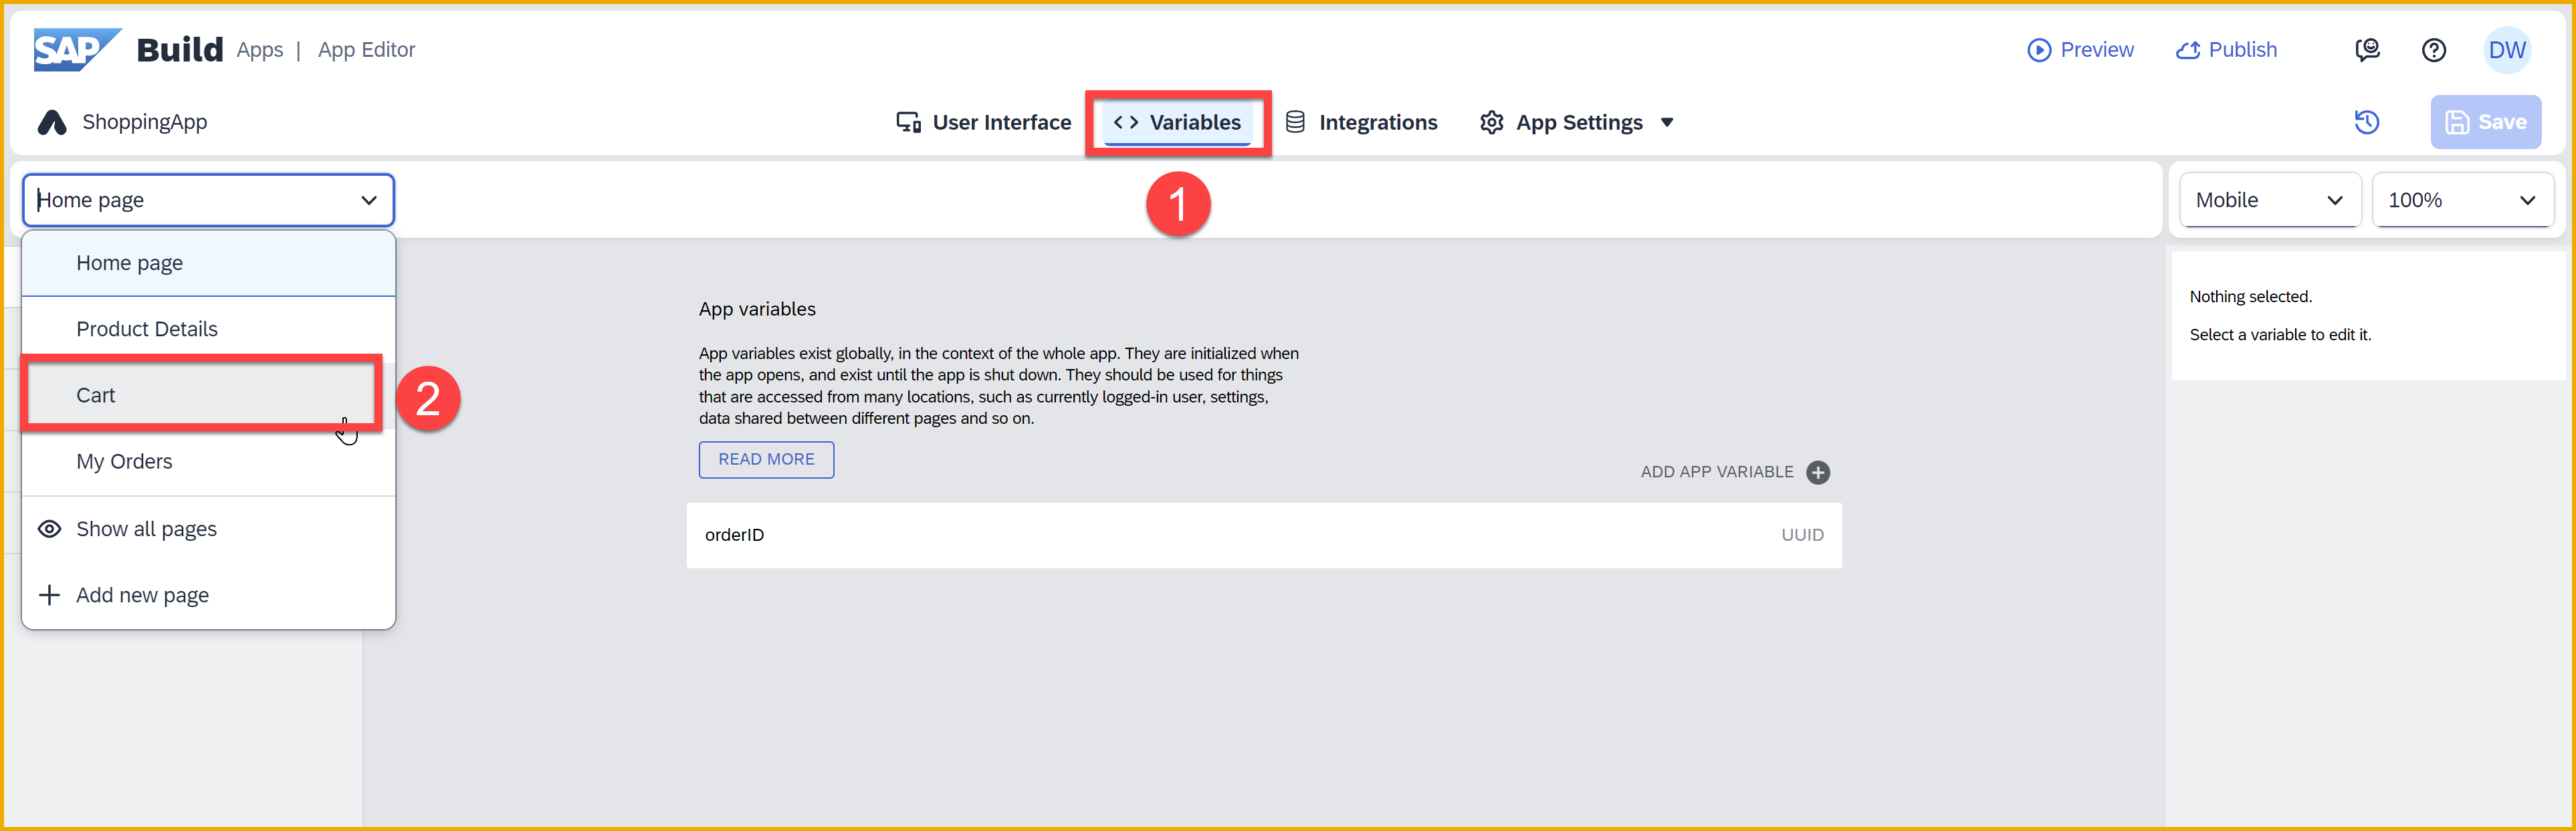 SAP Build Apps | App Editor
Preview
Publish
DW
ShoppingApp
User Interface
<> Variables
Integrations
App Settings
Save
Home page
1
Mobile
100%
Home page
Product Details
Cart
2
My Orders
Show all pages
Add new page
App variables
App variables exist globally, in the context of the whole app. They are initialized when
the app opens, and exist until the app is shut down. They should be used for things
that are accessed from many locations, such as currently logged-in user, settings,
data shared between different pages and so on.
READ MORE
ADD APP VARIABLE
orderID
UUID
Nothing selected.
Select a variable to edit it.